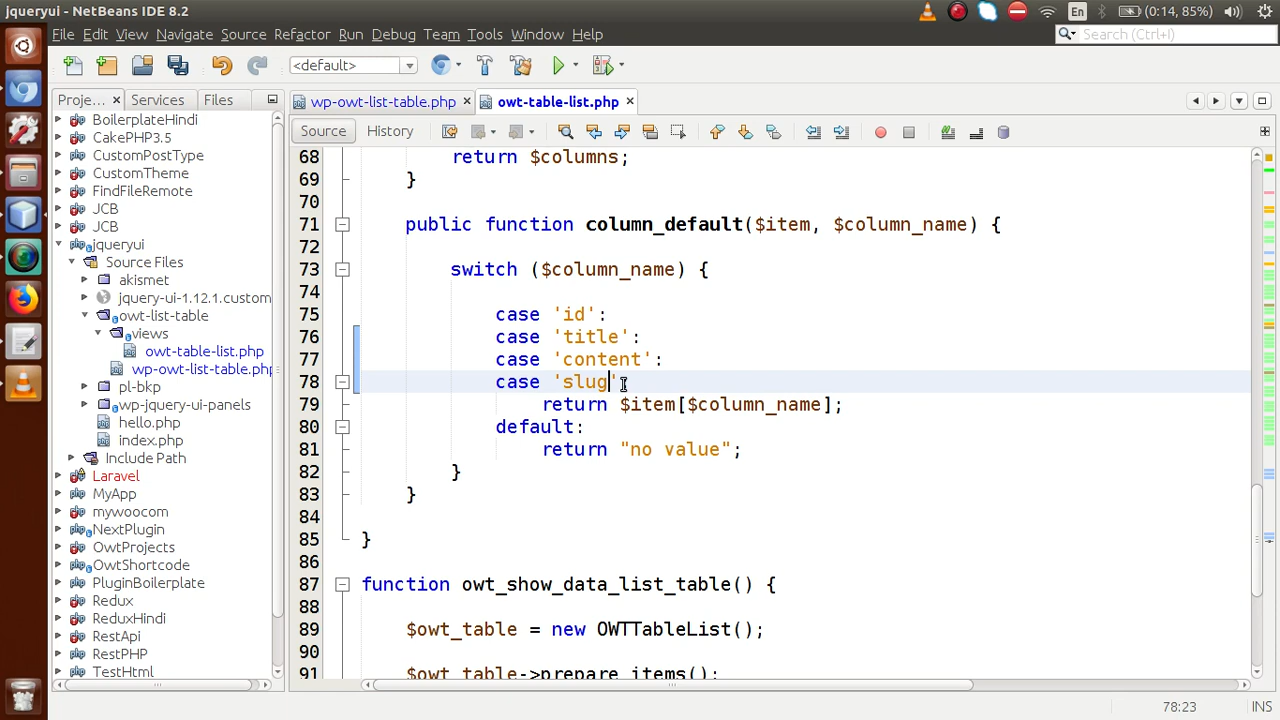 jqueryui - NetBeans IDE 8.2
En
(0:14, 85%)
File Edit View Navigate Source Refactor Run Debug Team Tools Window Help
<default>
Search (Ctrl+I)
Proje...
Services
Files
wp-owt-list-table.php
owt-table-list.php
Source
History
BoilerplateHindi
CakePHP3.5
CustomPostType
CustomTheme
FindFileRemote
JCB
JCB
jqueryui
Source Files
akismet
jquery-ui-1.12.1.custom
owt-list-table
views
owt-table-list.php
wp-owt-list-table.php
pl-bkp
wp-jquery-ui-panels
hello.php
index.php
Include Path
Laravel
MyApp
mywoocom
NextPlugin
OwtProjects
OwtShortcode
PluginBoilerplate
Redux
ReduxHindi
RestApi
RestPHP
TestHtml
68 return $columns;
69 }
70
71 public function column_default($item, $column_name) {
72
73 switch ($column_name) {
74
75 case 'id':
76 case 'title':
77 case 'content':
78 case 'slug'
79 return $item[$column_name];
80 default:
81 return "no value";
82 }
83 }
84
85 }
86
87 function owt_show_data_list_table() {
88
89 $owt_table = new OWTTableList();
90
91 $owt_table->prepare_items();
78:23
INS